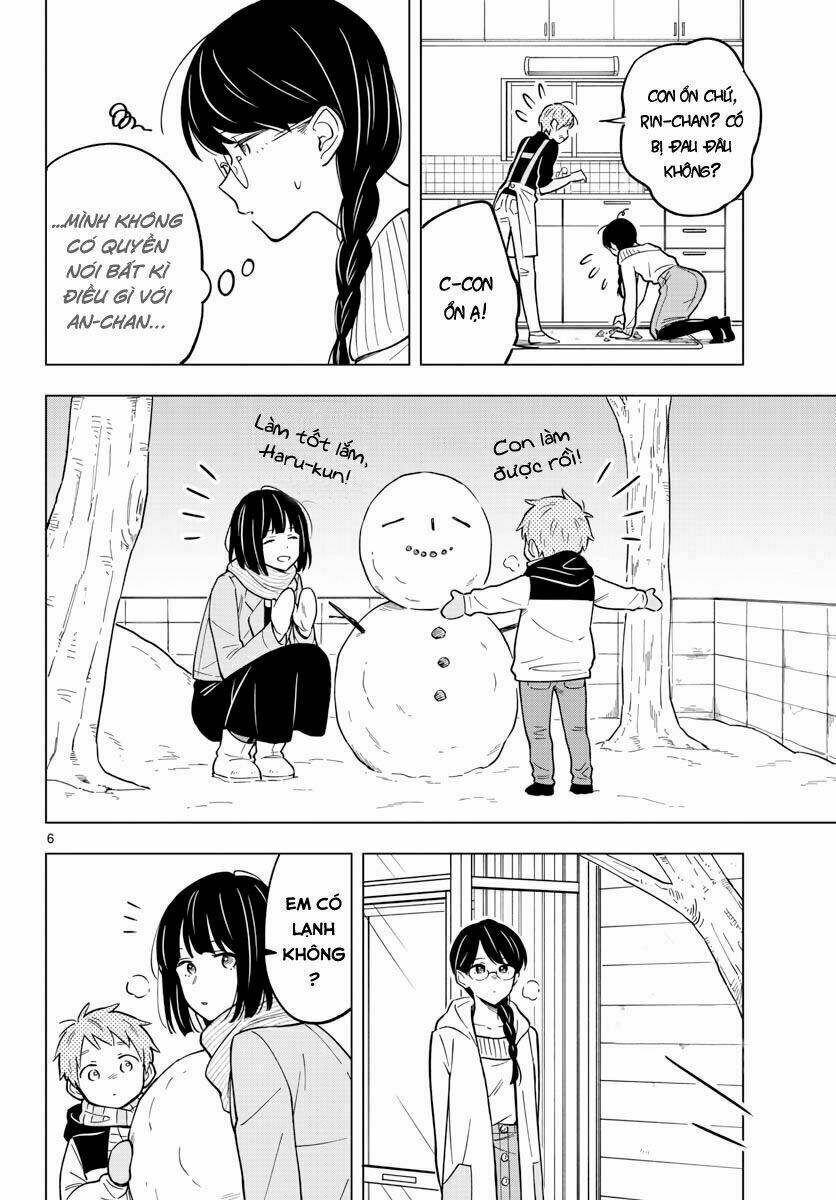 ...MÌNH KHÔNG
CÓ QUYỀN
NÓI BẤT KÌ
ĐIỀU GÌ VỚI
AN-CHAN...
CON ỔN CHỨ,
RIN-CHAN? CÓ
BỊ ĐAU ĐÂU
KHÔNG?
C-CON
ỔN Ạ!
Làm tốt lắm,
Haru-kun!
Con làm
được rồi!
6
EM CÓ
LẠNH
KHÔNG
?